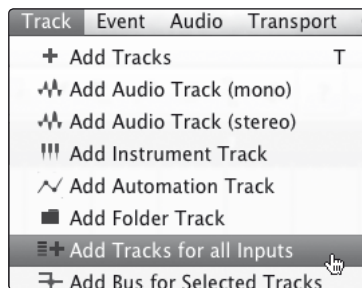 Track Event Audio Transport
Add Tracks T
Add Audio Track (mono)
Add Audio Track (stereo)
Add Instrument Track
Add Automation Track
Add Folder Track
Add Tracks for all Inputs
Add Bus for Selected Tracks